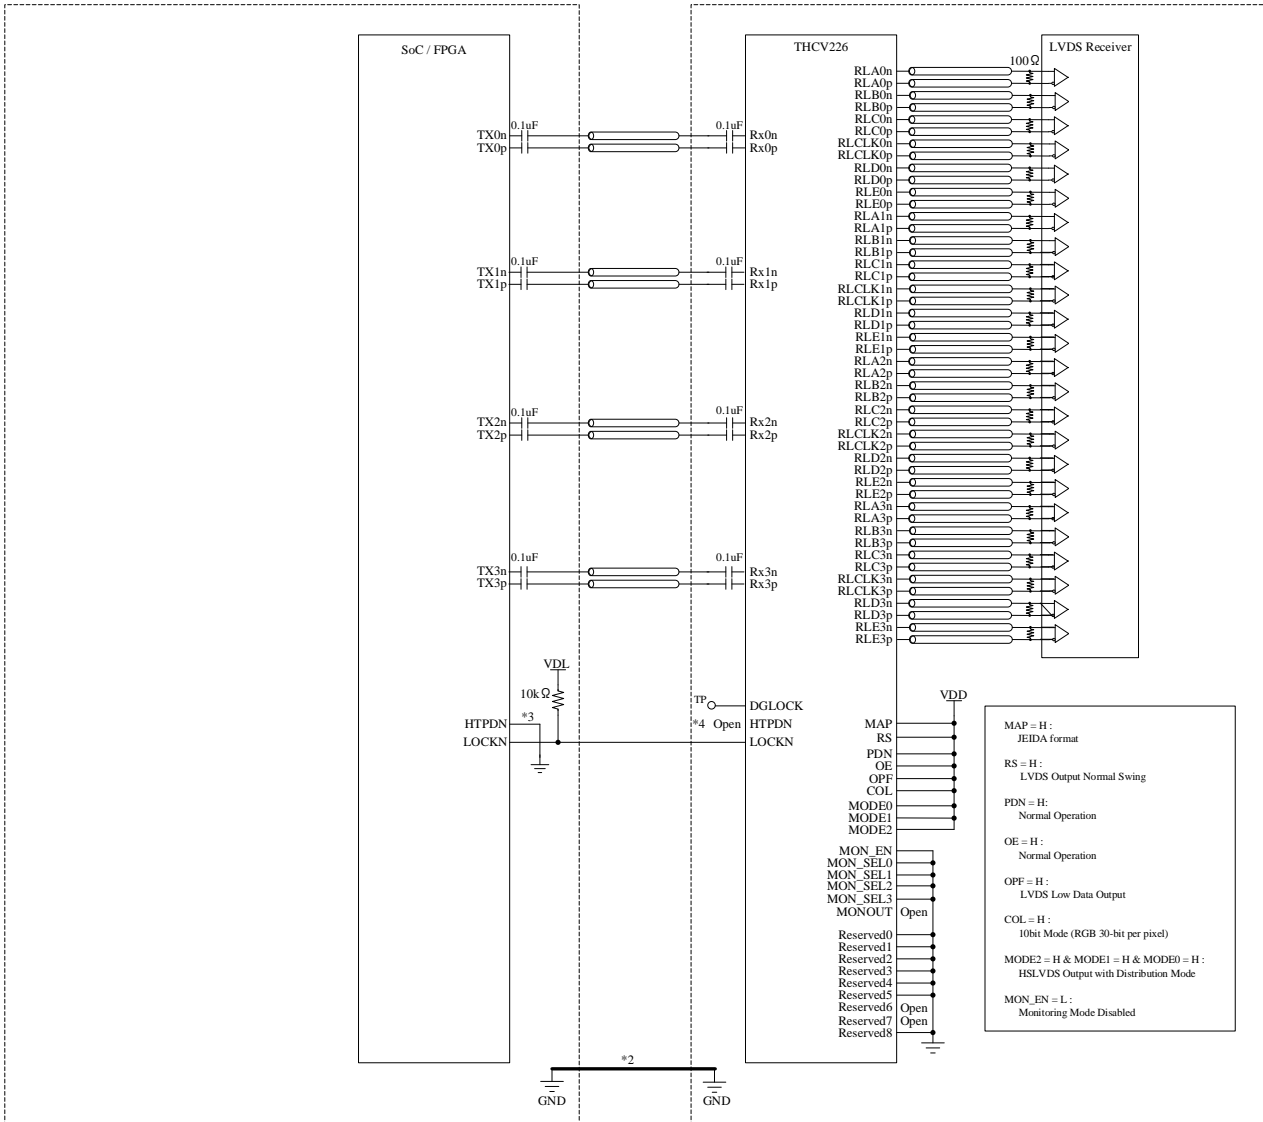 SoC / FPGA
TX0n
TX0p
TX1n
TX1p
TX2n
TX2p
TX3n
TX3p
HTPDN
LOCKN
0.1uF
0.1uF
0.1uF
0.1uF
0.1uF
0.1uF
0.1uF
0.1uF
VDL
10kΩ
*3
*2
GND
GND
THCV226
Rx0n
Rx0p
Rx1n
Rx1p
Rx2n
Rx2p
Rx3n
Rx3p
TP
DGLOCK
*4 Open HTPDN
LOCKN
RLA0n
RLA0p
RLB0n
RLB0p
RLC0n
RLC0p
RLCLK0n
RLCLK0p
RLD0n
RLD0p
RLE0n
RLE0p
RLA1n
RLA1p
RLB1n
RLB1p
RLC1n
RLC1p
RLCLK1n
RLCLK1p
RLD1n
RLD1p
RLE1n
RLE1p
RLA2n
RLA2p
RLB2n
RLB2p
RLC2n
RLC2p
RLCLK2n
RLCLK2p
RLD2n
RLD2p
RLE2n
RLE2p
RLA3n
RLA3p
RLB3n
RLB3p
RLC3n
RLC3p
RLCLK3n
RLCLK3p
RLD3n
RLD3p
RLE3n
RLE3p
MAP
RS
PDN
OE
OPF
COL
MODE0
MODE1
MODE2
MON_EN
MON_SEL0
MON_SEL1
MON_SEL2
MON_SEL3
MONOUT Open
Reserved0
Reserved1
Reserved2
Reserved3
Reserved4
Reserved5
Reserved6 Open
Reserved7 Open
Reserved8
VDD
100Ω
LVDS Receiver
MAP = H :
JEIDA format
RS = H :
LVDS Output Normal Swing
PDN = H:
Normal Operation
OE = H :
Normal Operation
OPF = H :
LVDS Low Data Output
COL = H :
10bit Mode (RGB 30-bit per pixel)
MODE2 = H & MODE1 = H & MODE0 = H :
HSLVDS Output with Distribution Mode
MON_EN = L :
Monitoring Mode Disabled